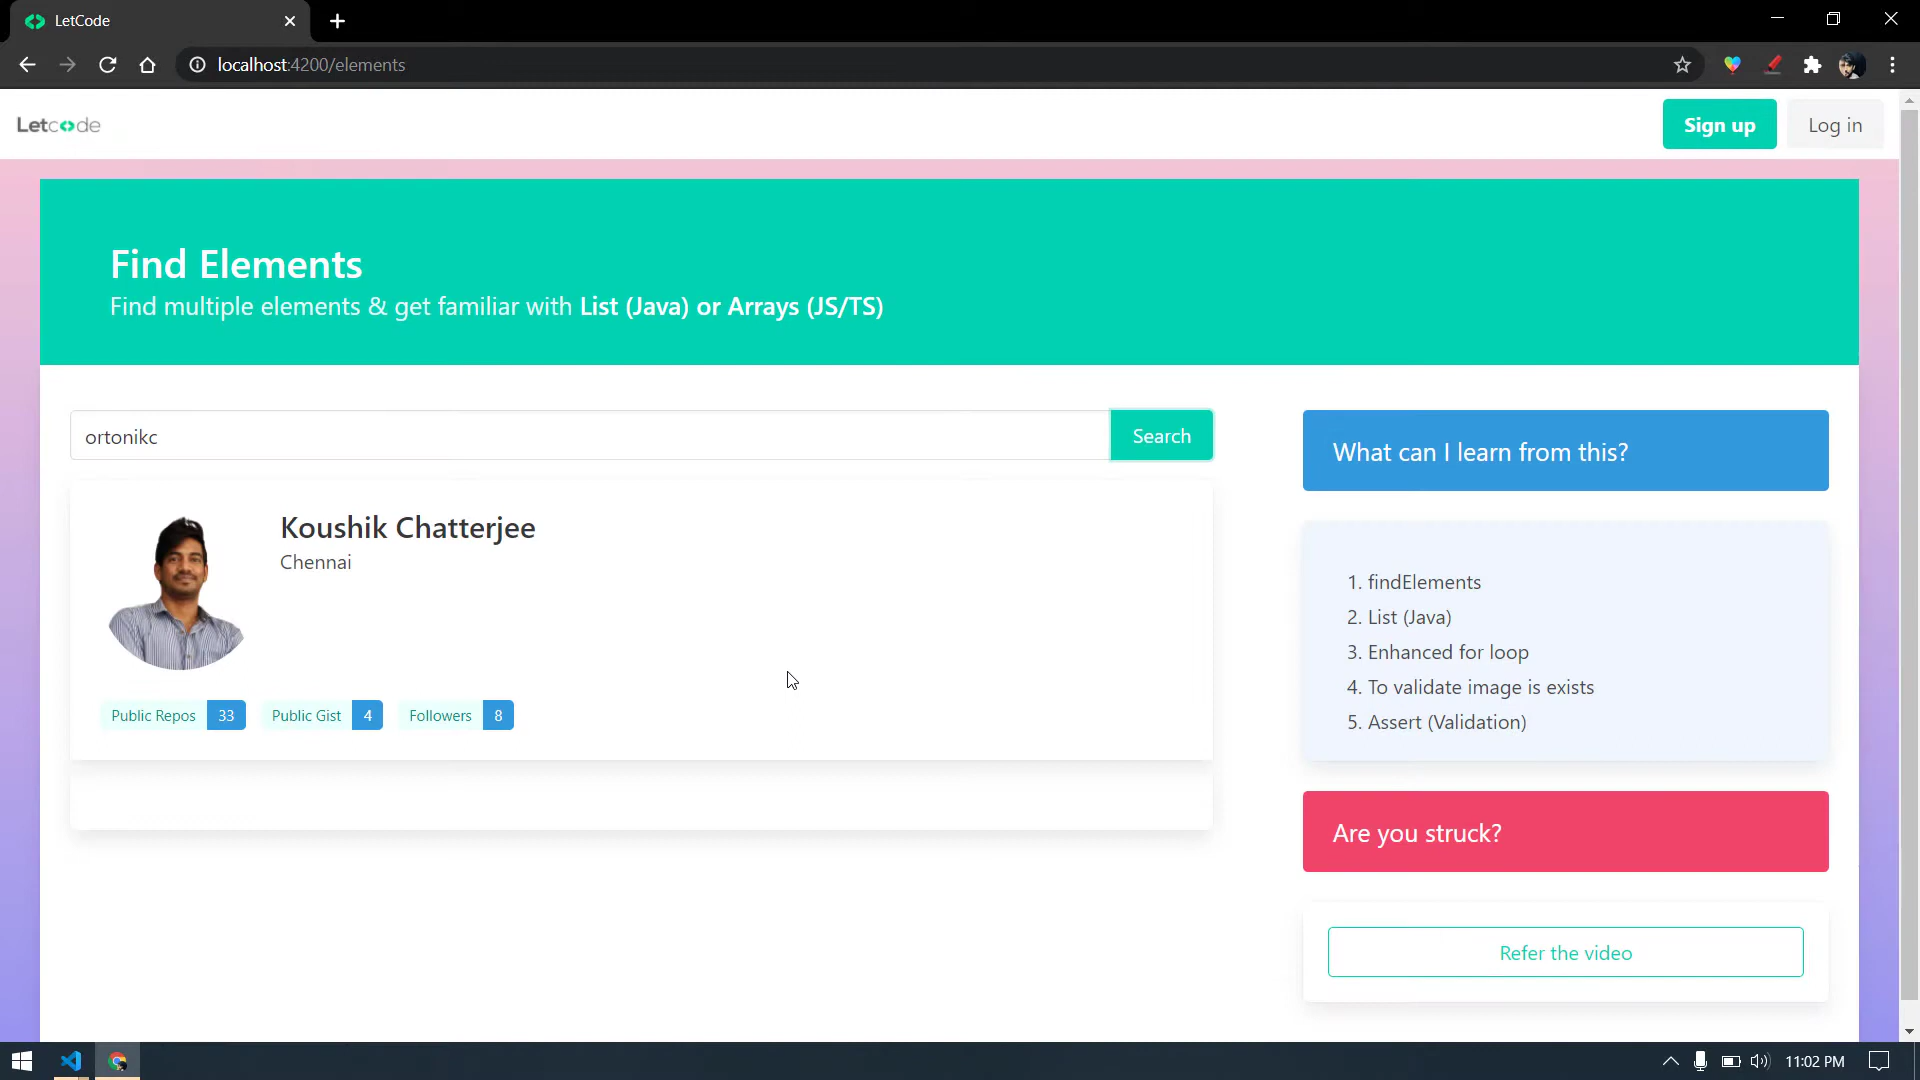 LetCode
localhost:4200/elements
Letcode
Sign up
Log in
Find Elements
Find multiple elements & get familiar with List (Java) or Arrays (JS/TS)
ortonikc
Search
Koushik Chatterjee
Chennai
Public Repos 33 Public Gist 4 Followers 8
What can I learn from this?
1. findElements
2. List (Java)
3. Enhanced for loop
4. To validate image is exists
5. Assert (Validation)
Are you struck?
Refer the video
11:02 PM